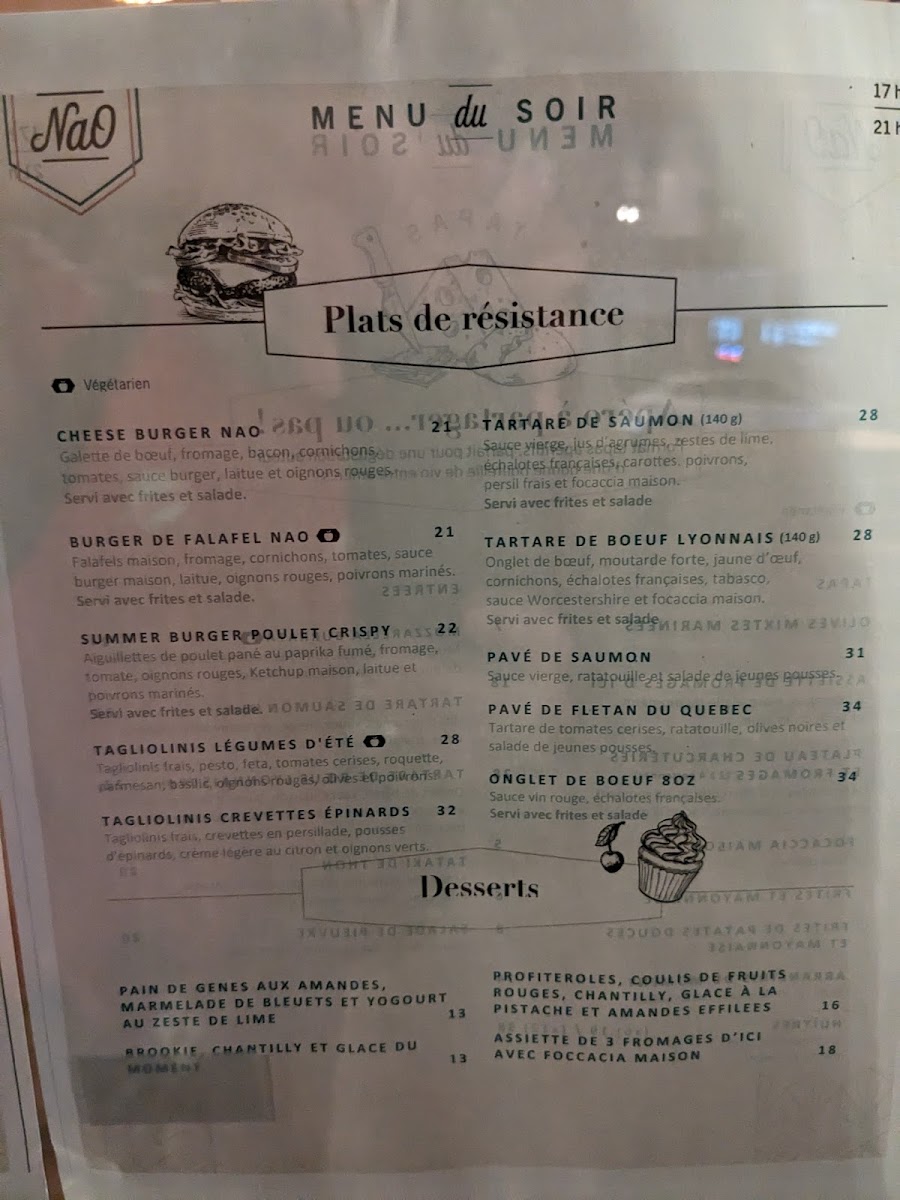 NaO
MENU du SOIR
17 h
21 h
Plats de résistance
Végétarien
CHEESE BURGER NAO 21
Galette de bœuf, fromage, bacon, cornichons,
tomates, sauce burger, laitue et oignons rouges.
Servi avec frites et salade.
BURGER DE FALAFEL NAO 21
Falafels maison, fromage, cornichons, tomates, sauce
burger maison, laitue, oignons rouges, poivrons marinés.
Servi avec frites et salade.
SUMMER BURGER POULET CRISPY 22
Aiguillettes de poulet pané au paprika fumé, fromage,
tomate, oignons rouges, Ketchup maison, laitue et
poivrons marinés.
Servi avec frites et salade.
TAGLIOLINIS LÉGUMES D'ÉTÉ 28
Tagliolinis frais, pesto, feta, tomates cerises, roquette,
parmesan, basilic, oignons rouges, olives et poivrons.
TAGLIOLINIS CREVETTES ÉPINARDS 32
Tagliolinis frais, crevettes en persillade, pousses
d'épinards, crème légère au citron et oignons verts.
TARTARE DE SAUMON (140 g) 28
Sauce vierge, jus d'agrumes, zestes de lime,
échalotes françaises, carottes, poivrons,
persil frais et focaccia maison.
Servi avec frites et salade
TARTARE DE BOEUF LYONNAIS (140 g) 28
Onglet de bœuf, moutarde forte, jaune d'œuf,
cornichons, échalotes françaises, tabasco,
sauce Worcestershire et focaccia maison.
Servi avec frites et salade
PAVÉ DE SAUMON 31
Sauce vierge, ratatouille et salade de jeunes pousses.
PAVÉ DE FLETAN DU QUEBEC 34
Tartare de tomates cerises, ratatouille, olives noires et
salade de jeunes pousses.
ONGLET DE BOEUF 8OZ 34
Sauce vin rouge, échalotes françaises.
Servi avec frites et salade
Desserts
PAIN DE GENES AUX AMANDES,
MARMELADE DE BLEUETS ET YOGOURT
AU ZESTE DE LIME 13
BROOKIE, CHANTILLY ET GLACE DU
MOMENT 13
PROFITEROLES, COULIS DE FRUITS
ROUGES, CHANTILLY, GLACE À LA
PISTACHE ET AMANDES EFFILEES 16
ASSIETTE DE 3 FROMAGES D'ICI
AVEC FOCCACIA MAISON 18